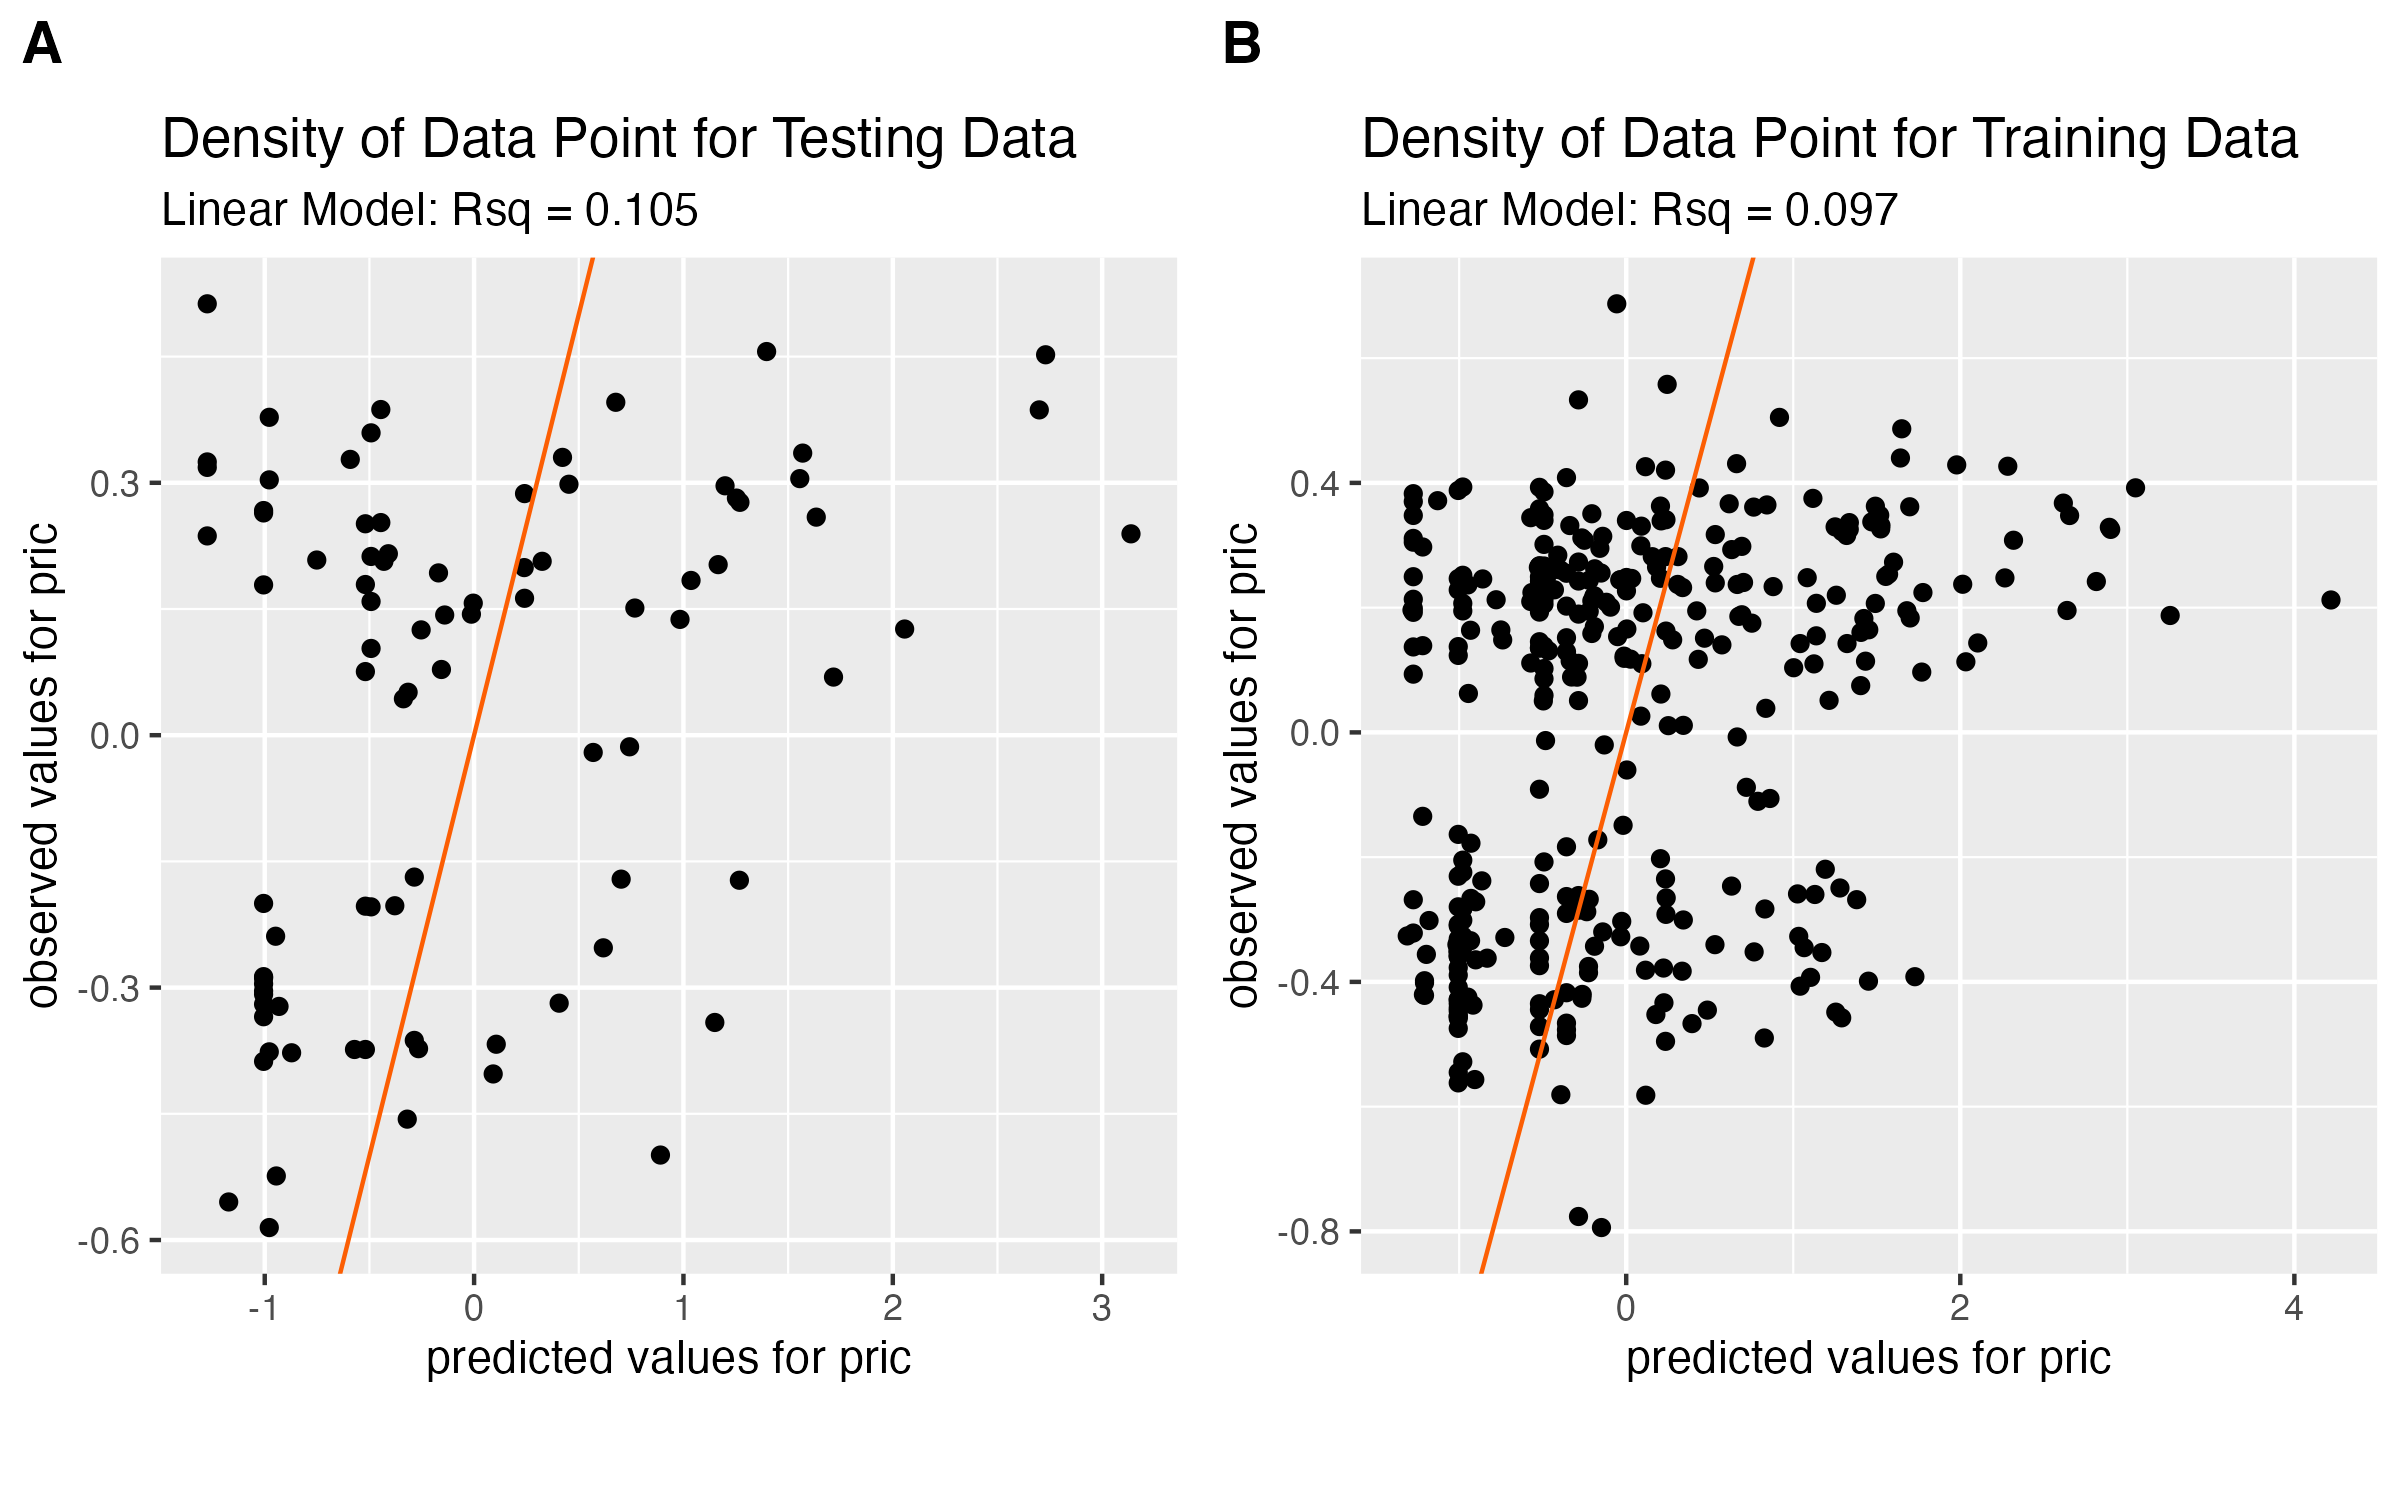 A
Density of Data Point for Testing Data
Linear Model: Rsq = 0.105
observed values for pric
0.3
0.0
-0.3
-0.6
-1
0
1
2
3
predicted values for pric
B
Density of Data Point for Training Data
Linear Model: Rsq = 0.097
observed values for pric
0.4
0.0
-0.4
-0.8
0
2
4
predicted values for pric